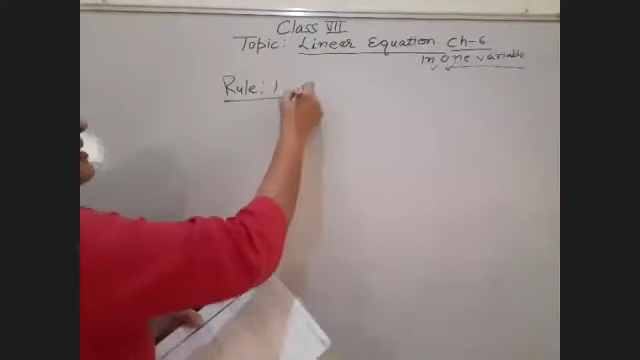 Class VII
Topic: Linear Equation Ch-6
in one variable
Rule: 1